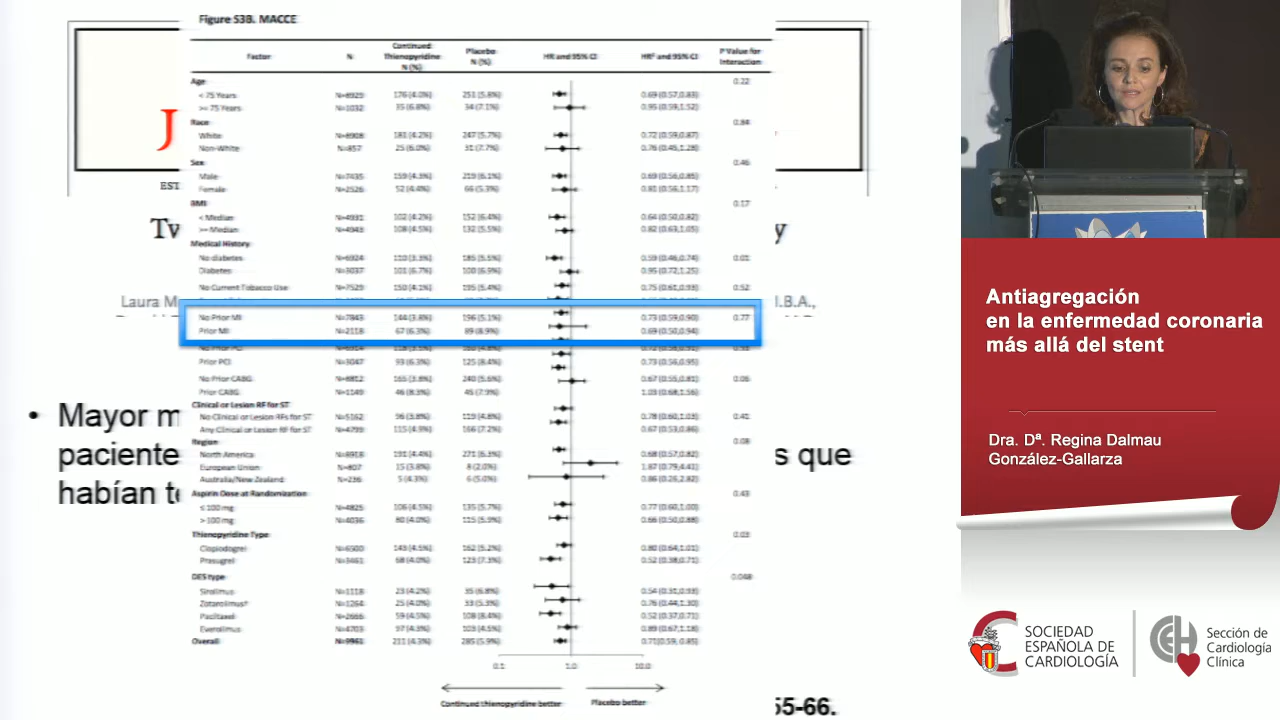 Figure S3B. MACCE
Factor N Continued Thienopyridine N (%) Placebo N (%) HR and 95% CI HR¹ and 95% CI P Value for Interaction
Age 0.22
< 75 Years N=8929 176 (4.0%) 251 (5.8%) 0.69 (0.57,0.83)
>= 75 Years N=1032 35 (6.8%) 34 (7.1%) 0.95 (0.59,1.52)
Race 0.84
White N=8908 181 (4.2%) 247 (5.7%) 0.72 (0.59,0.87)
Non-White N=857 25 (6.0%) 31 (7.7%) 0.76 (0.45,1.28)
Sex 0.46
Male N=7435 159 (4.3%) 219 (6.1%) 0.69 (0.56,0.85)
Female N=2526 52 (4.4%) 66 (5.3%) 0.81 (0.56,1.17)
BMI 0.17
< Median N=4931 102 (4.2%) 152 (6.4%) 0.64 (0.50,0.82)
>= Median N=4943 108 (4.5%) 132 (5.5%) 0.82 (0.63,1.05)
Medical History
No diabetes N=6924 110 (3.3%) 185 (5.5%) 0.59 (0.46,0.74) 0.01
Diabetes N=3037 101 (6.7%) 100 (6.9%) 0.95 (0.72,1.25)
No Current Tobacco Use N=7529 150 (4.1%) 195 (5.4%) 0.75 (0.61,0.93) 0.52
No Prior MI N=7843 144 (3.8%) 196 (5.1%) 0.73 (0.59,0.90) 0.77
Prior MI N=2118 67 (6.3%) 89 (8.9%) 0.69 (0.50,0.94)
No Prior PCI
Prior PCI N=3047 93 (6.3%) 125 (8.4%) 0.73 (0.56,0.95)
No Prior CABG N=8812 165 (3.8%) 240 (5.6%) 0.67 (0.55,0.81) 0.06
Prior CABG N=1149 46 (8.3%) 45 (7.9%) 1.03 (0.68,1.56)
Clinical or Lesion RF for ST
No Clinical or Lesion RFs for ST N=5162 96 (3.8%) 119 (4.8%) 0.78 (0.60,1.03) 0.41
Any Clinical or Lesion RF for ST N=4799 115 (4.9%) 166 (7.2%) 0.67 (0.53,0.86)
Region 0.08
North America N=8918 191 (4.4%) 271 (6.3%) 0.68 (0.57,0.82)
European Union N=807 15 (3.8%) 8 (2.0%) 1.87 (0.79,4.41)
Australia/New Zealand N=236 5 (4.3%) 6 (5.0%) 0.86 (0.26,2.82)
Aspirin Dose at Randomization 0.43
≤ 100 mg N=4825 106 (4.5%) 135 (5.7%) 0.77 (0.60,1.00)
> 100 mg N=4036 80 (4.0%) 115 (5.9%) 0.66 (0.50,0.88)
Thienopyridine Type 0.03
Clopidogrel N=6500 143 (4.5%) 162 (5.2%) 0.80 (0.64,1.01)
Prasugrel N=3461 68 (4.0%) 123 (7.3%) 0.52 (0.38,0.71)
DES type 0.048
Sirolimus N=1118 23 (4.2%) 35 (6.8%) 0.54 (0.31,0.93)
Zotarolimus N=1264 25 (4.0%) 33 (5.3%) 0.76 (0.44,1.30)
Paclitaxel N=2666 59 (4.5%) 108 (8.4%) 0.52 (0.37,0.71)
Everolimus N=4703 97 (4.3%) 103 (4.5%) 0.89 (0.67,1.18)
Overall N=9961 211 (4.3%) 285 (5.9%) 0.71 (0.59, 0.85)
0.1 1.0 10.0
Continued thienopyridine better Placebo better
J
EST
Tw y
Laura M I.B.A.,
• Mayor m
paciente s que
habían te
55-66.
Antiagregación
en la enfermedad coronaria
más allá del stent
Dra. Dª. Regina Dalmau
González-Gallarza
SOCIEDAD
ESPAÑOLA DE
CARDIOLOGÍA
Sección de
Cardiología
Clínica